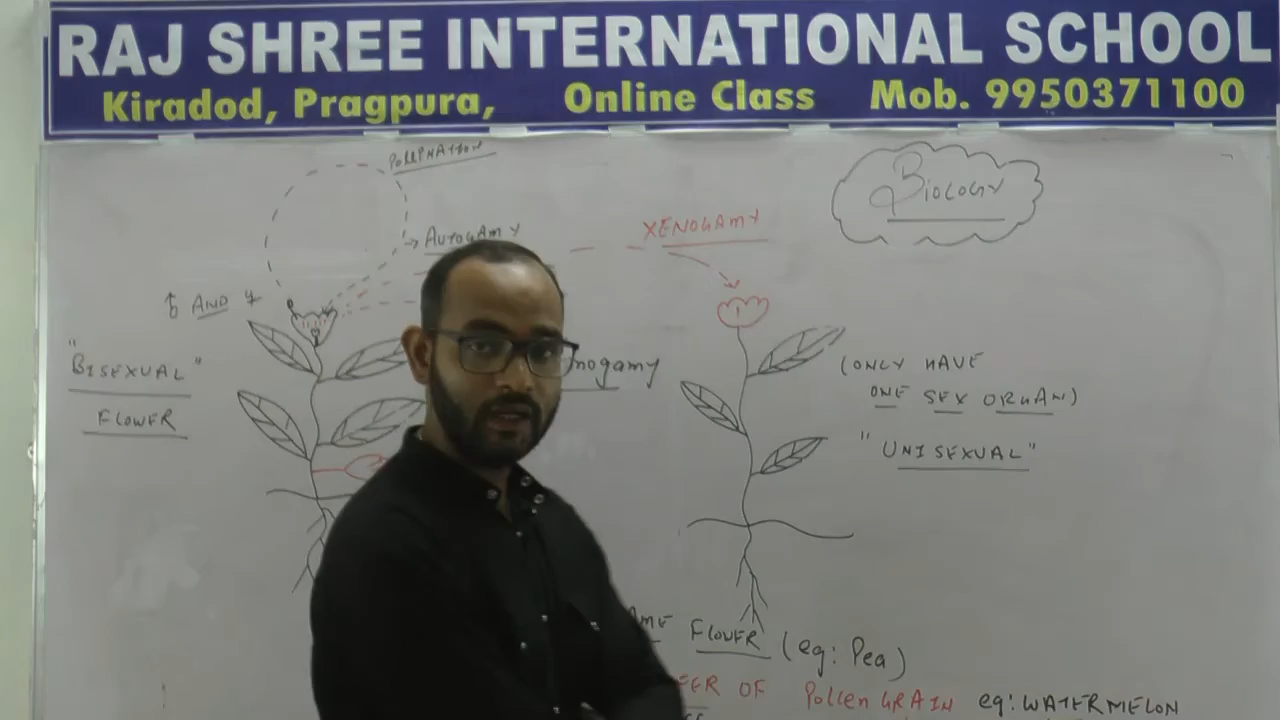 RAJ SHREE INTERNATIONAL SCHOOL
Kiradod, Pragpura, Online Class Mob. 9950371100
POLLINATION
BIOLOGY
AUTOGAMY
XENOGAMY
AND
"BISEXUAL"
FLOWER
nogamy
(ONLY HAVE
ONE SEX ORGAN)
"UNISEXUAL"
AME FLOWER (eg: Pea)
FER OF Pollen GRAIN eg: WATERMELON